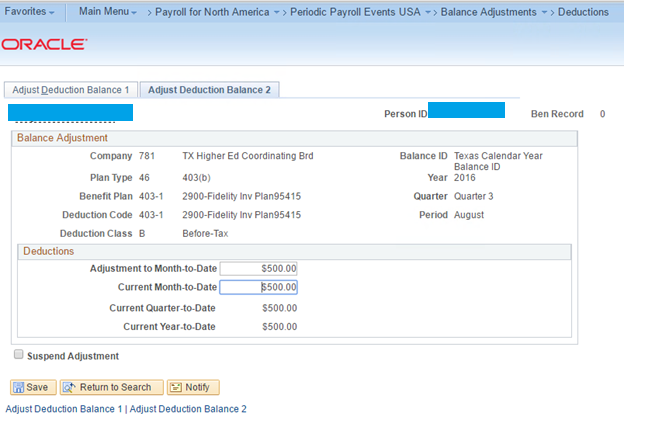 Favorites Main Menu > Payroll for North America > Periodic Payroll Events USA > Balance Adjustments > Deductions
ORACLE
Adjust Deduction Balance 1 Adjust Deduction Balance 2
Person ID Ben Record 0
Balance Adjustment
Company 781 TX Higher Ed Coordinating Brd Balance ID Texas Calendar Year
Balance ID
Plan Type 46 403(b) Year 2016
Benefit Plan 403-1 2900-Fidelity Inv Plan95415 Quarter Quarter 3
Deduction Code 403-1 2900-Fidelity Inv Plan95415 Period August
Deduction Class B Before-Tax
Deductions
Adjustment to Month-to-Date $500.00
Current Month-to-Date $500.00
Current Quarter-to-Date $500.00
Current Year-to-Date $500.00
Suspend Adjustment
Save Return to Search Notify
Adjust Deduction Balance 1 | Adjust Deduction Balance 2